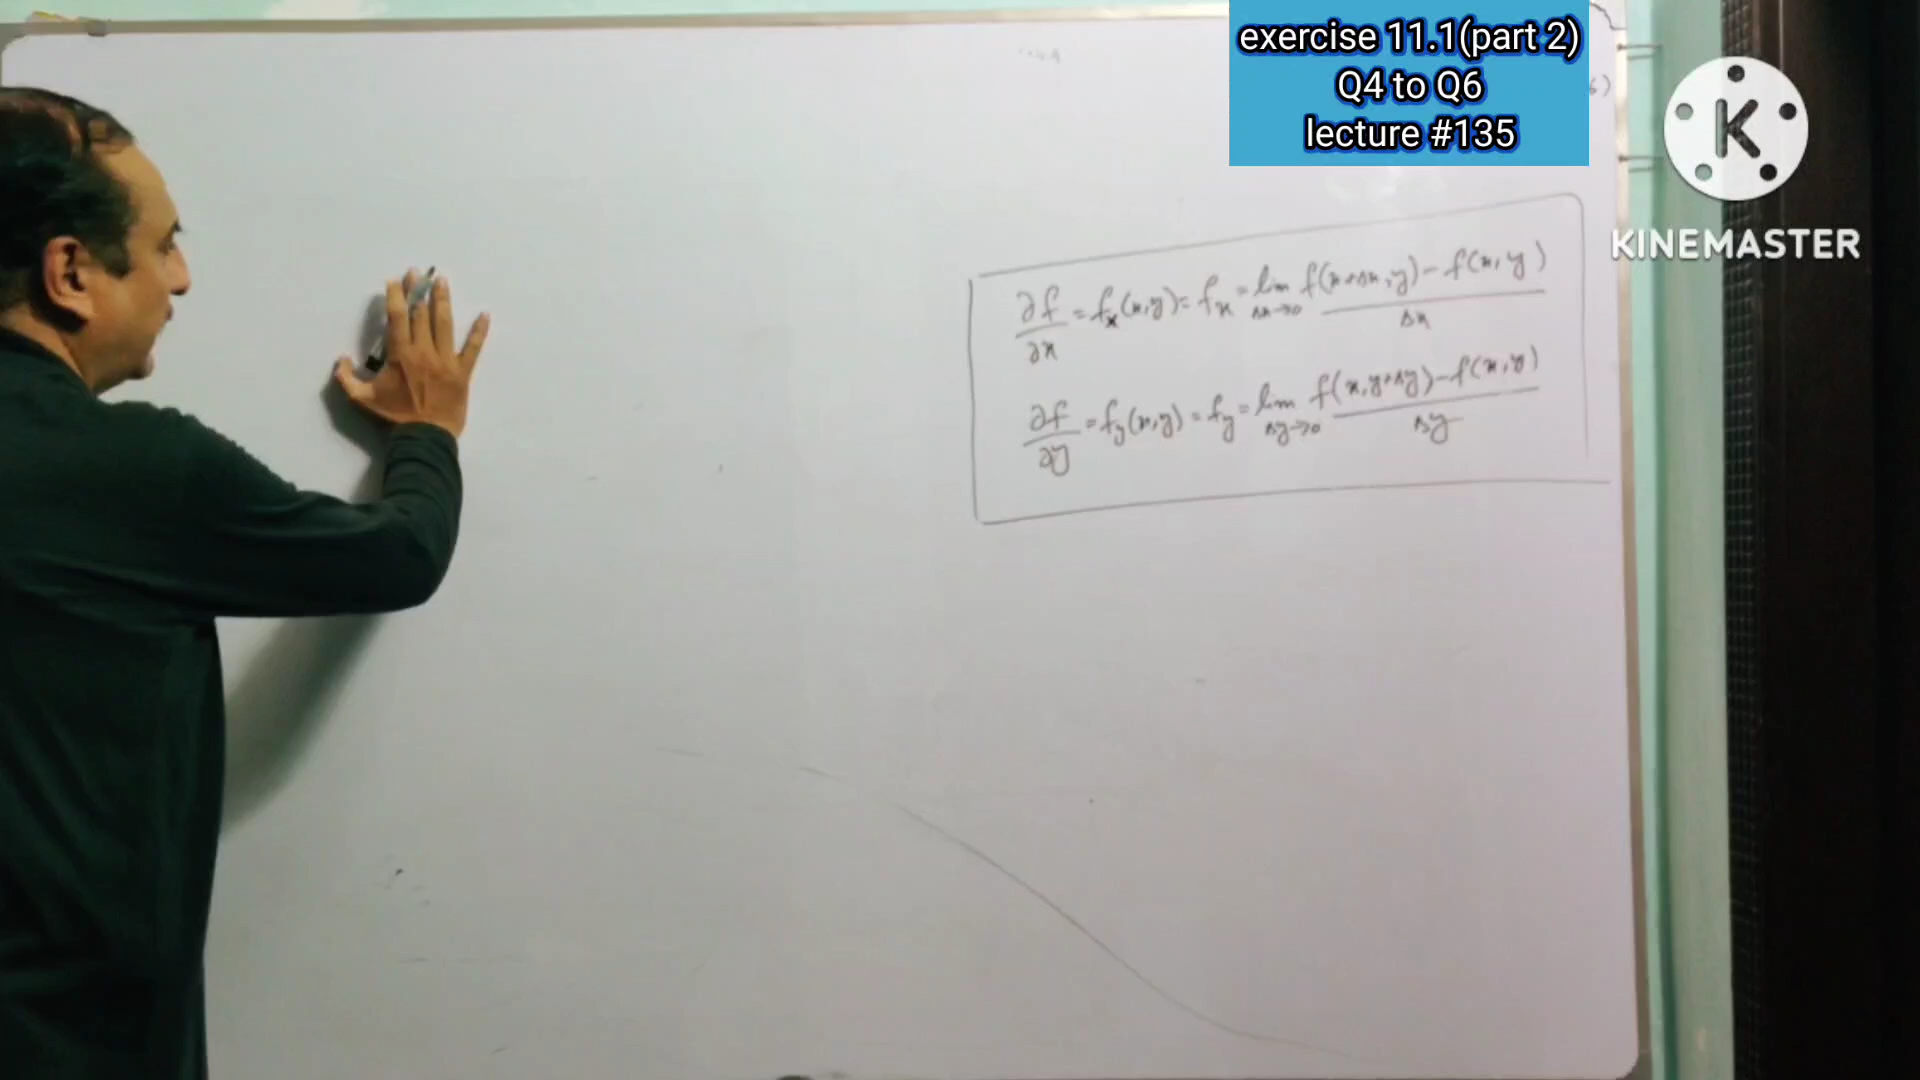 exercise 11.1(part 2)
Q4 to Q6
lecture #135
K
KINEMASTER
6)
∂f/∂x = fx(x,y) = fx = lim Δx→0 f(x+Δx,y) - f(x,y) / Δx
∂f/∂y = fy(x,y) = fy = lim Δy→0 f(x,y+Δy) - f(x,y) / Δy